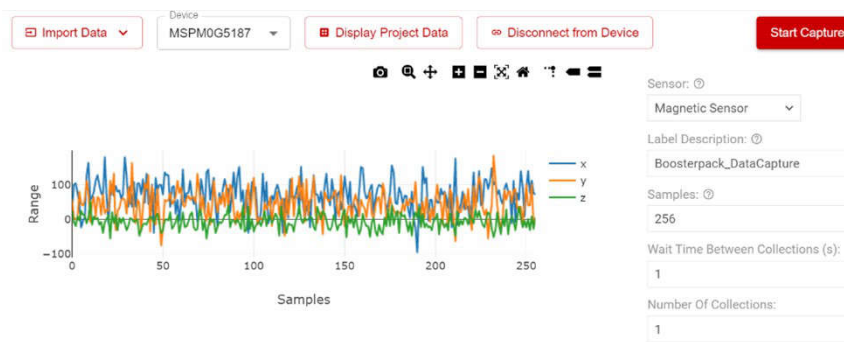 Import Data
Device
MSPM0G5187
Display Project Data
Disconnect from Device
Start Capture
Sensor:
Magnetic Sensor
Label Description:
Boosterpack_DataCapture
Samples:
256
Wait Time Between Collections (s):
1
Number Of Collections:
1
Range
100
0
−100
0
50
100
150
200
250
Samples
x
y
z